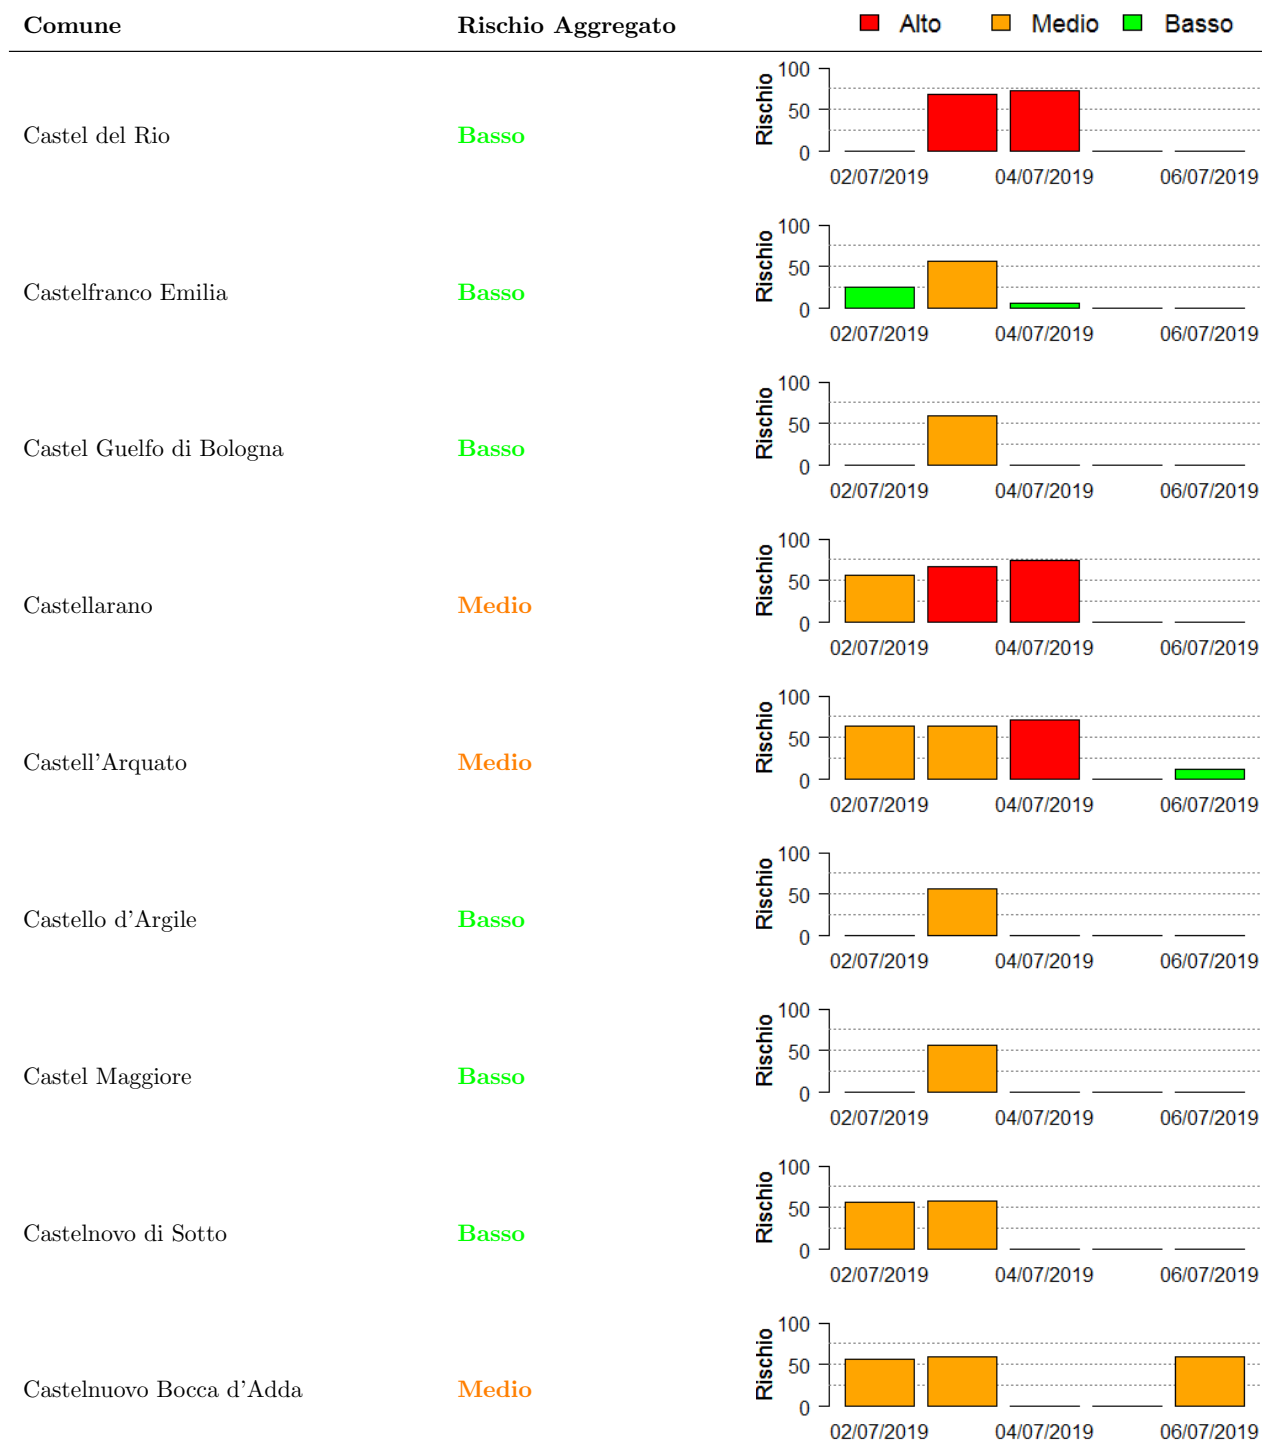 Comune Rischio Aggregato Alto Medio Basso
100
50
0
Rischio
Castel del Rio Basso
02/07/2019 04/07/2019 06/07/2019
100
50
0
Rischio
Castelfranco Emilia Basso
02/07/2019 04/07/2019 06/07/2019
100
50
0
Rischio
Castel Guelfo di Bologna Basso
02/07/2019 04/07/2019 06/07/2019
100
50
0
Rischio
Castellarano Medio
02/07/2019 04/07/2019 06/07/2019
100
50
0
Rischio
Castell'Arquato Medio
02/07/2019 04/07/2019 06/07/2019
100
50
0
Rischio
Castello d'Argile Basso
02/07/2019 04/07/2019 06/07/2019
100
50
0
Rischio
Castel Maggiore Basso
02/07/2019 04/07/2019 06/07/2019
100
50
0
Rischio
Castelnovo di Sotto Basso
02/07/2019 04/07/2019 06/07/2019
100
50
0
Rischio
Castelnuovo Bocca d'Adda Medio
02/07/2019 04/07/2019 06/07/2019